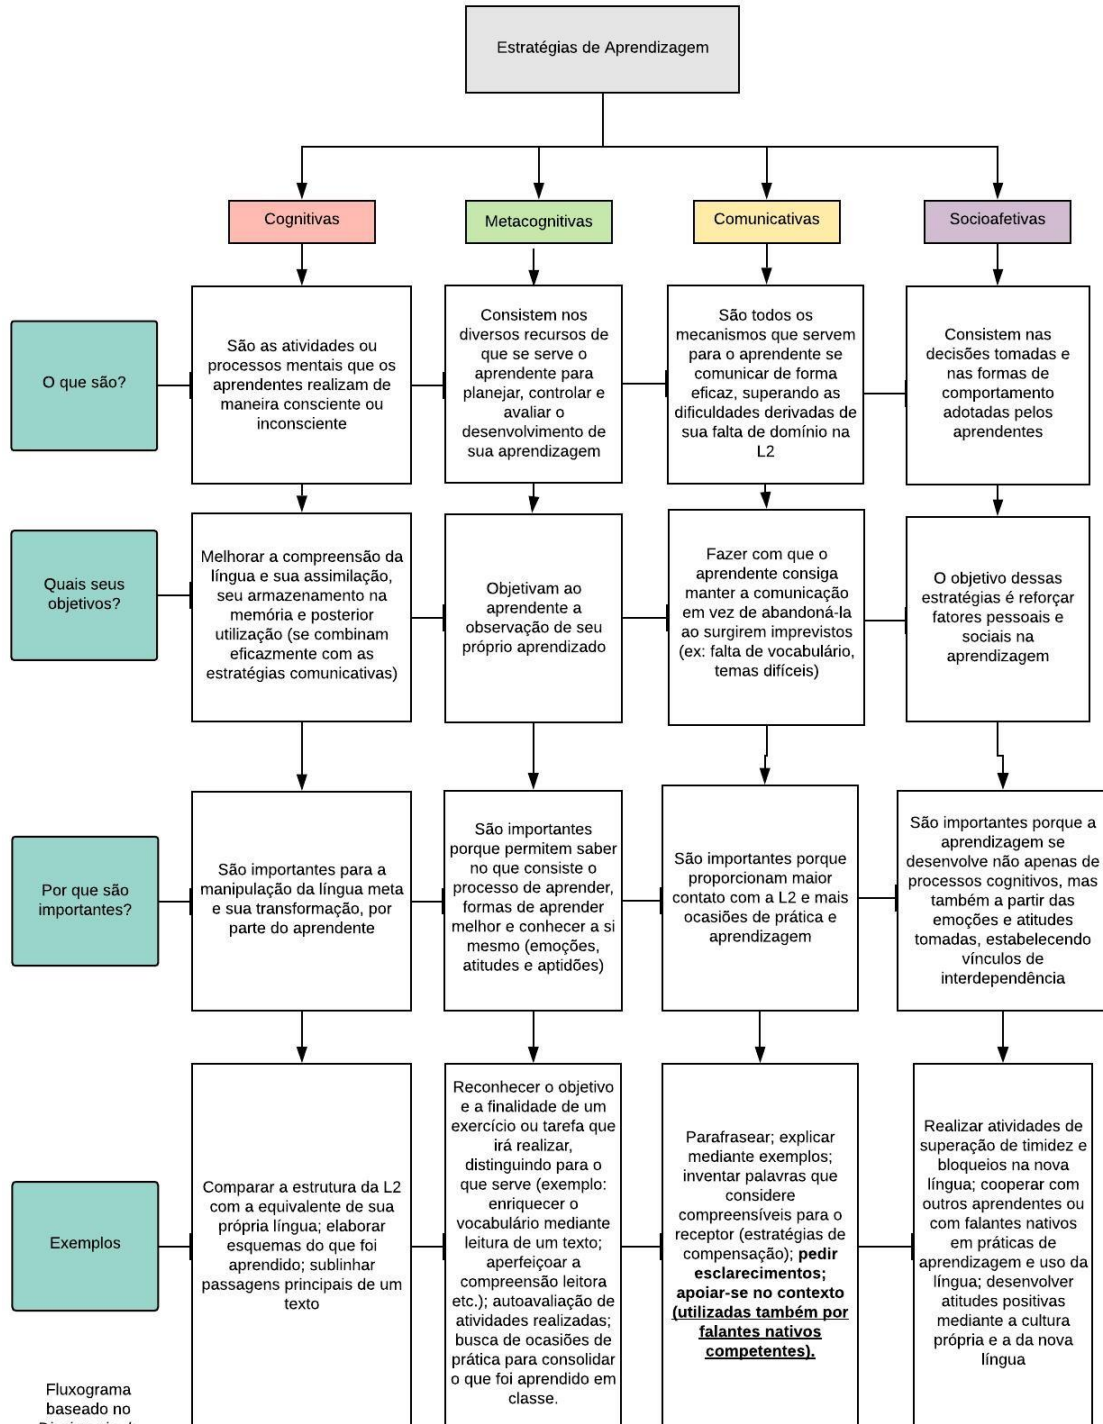 Estratégias de Aprendizagem
Cognitivas
Metacognitivas
Comunicativas
Socioafetivas
O que são?
São as atividades ou
processos mentais que os
aprendentes realizam de
maneira consciente ou
inconsciente
Consistem nos
diversos recursos de
que se serve o
aprendente para
planejar, controlar e
avaliar o
desenvolvimento de
sua aprendizagem
São todos os
mecanismos que servem
para o aprendente se
comunicar de forma
eficaz, superando as
dificuldades derivadas de
sua falta de domínio na
L2
Consistem nas
decisões tomadas e
nas formas de
comportamento
adotadas pelos
aprendentes
Quais seus
objetivos?
Melhorar a compreensão da
língua e sua assimilação,
seu armazenamento na
memória e posterior
utilização (se combinam
eficazmente com as
estratégias comunicativas)
Objetivam ao
aprendente a
observação de seu
próprio aprendizado
Fazer com que o
aprendente consiga
manter a comunicação
em vez de abandoná-la
ao surgirem imprevistos
(ex: falta de vocabulário,
temas difíceis)
O objetivo dessas
estratégias é reforçar
fatores pessoais e
sociais na
aprendizagem
Por que são
importantes?
São importantes para a
manipulação da língua meta
e sua transformação, por
parte do aprendente
São importantes
porque permitem saber
no que consiste o
processo de aprender,
formas de aprender
melhor e conhecer a si
mesmo (emoções,
atitudes e aptidões)
São importantes porque
proporcionam maior
contato com a L2 e mais
ocasiões de prática e
aprendizagem
São importantes porque a
aprendizagem se
desenvolve não apenas de
processos cognitivos, mas
também a partir das
emoções e atitudes
tomadas, estabelecendo
vínculos de
interdependência
Exemplos
Comparar a estrutura da L2
com a equivalente de sua
própria língua; elaborar
esquemas do que foi
aprendido; sublinhar
passagens principais de um
texto
Reconhecer o objetivo
e a finalidade de um
exercício ou tarefa que
irá realizar,
distinguindo para o
que serve (exemplo:
enriquecer o
vocabulário mediante
leitura de um texto;
aperfeiçoar a
compreensão leitora
etc.); autoavaliação de
atividades realizadas;
busca de ocasiões de
prática para consolidar
o que foi aprendido em
classe.
Parafrasear; explicar
mediante exemplos;
inventar palavras que
considere
compreensíveis para o
receptor (estratégias de
compensação); pedir
esclarecimentos;
apoiar-se no contexto
(utilizadas também por
falantes nativos
competentes).
Realizar atividades de
superação de timidez e
bloqueios na nova
língua; cooperar com
outros aprendentes ou
com falantes nativos
em práticas de
aprendizagem e uso da
língua; desenvolver
atitudes positivas
mediante a cultura
própria e a da nova
língua
Fluxograma
baseado no